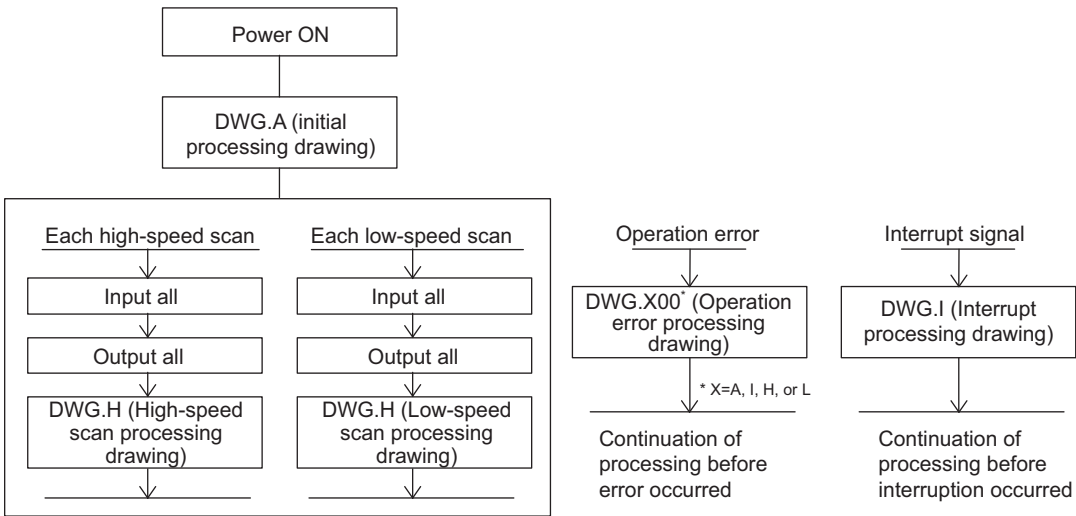 Power ON
DWG.A (initial
processing drawing)
Each high-speed scan
Input all
Output all
DWG.H (High-speed
scan processing
drawing)
Each low-speed scan
Input all
Output all
DWG.H (Low-speed
scan processing
drawing)
Operation error
DWG.X00* (Operation
error processing
drawing)
* X=A, I, H, or L
Continuation of
processing before
error occurred
Interrupt signal
DWG.I (Interrupt
processing drawing)
Continuation of
processing before
interruption occurred